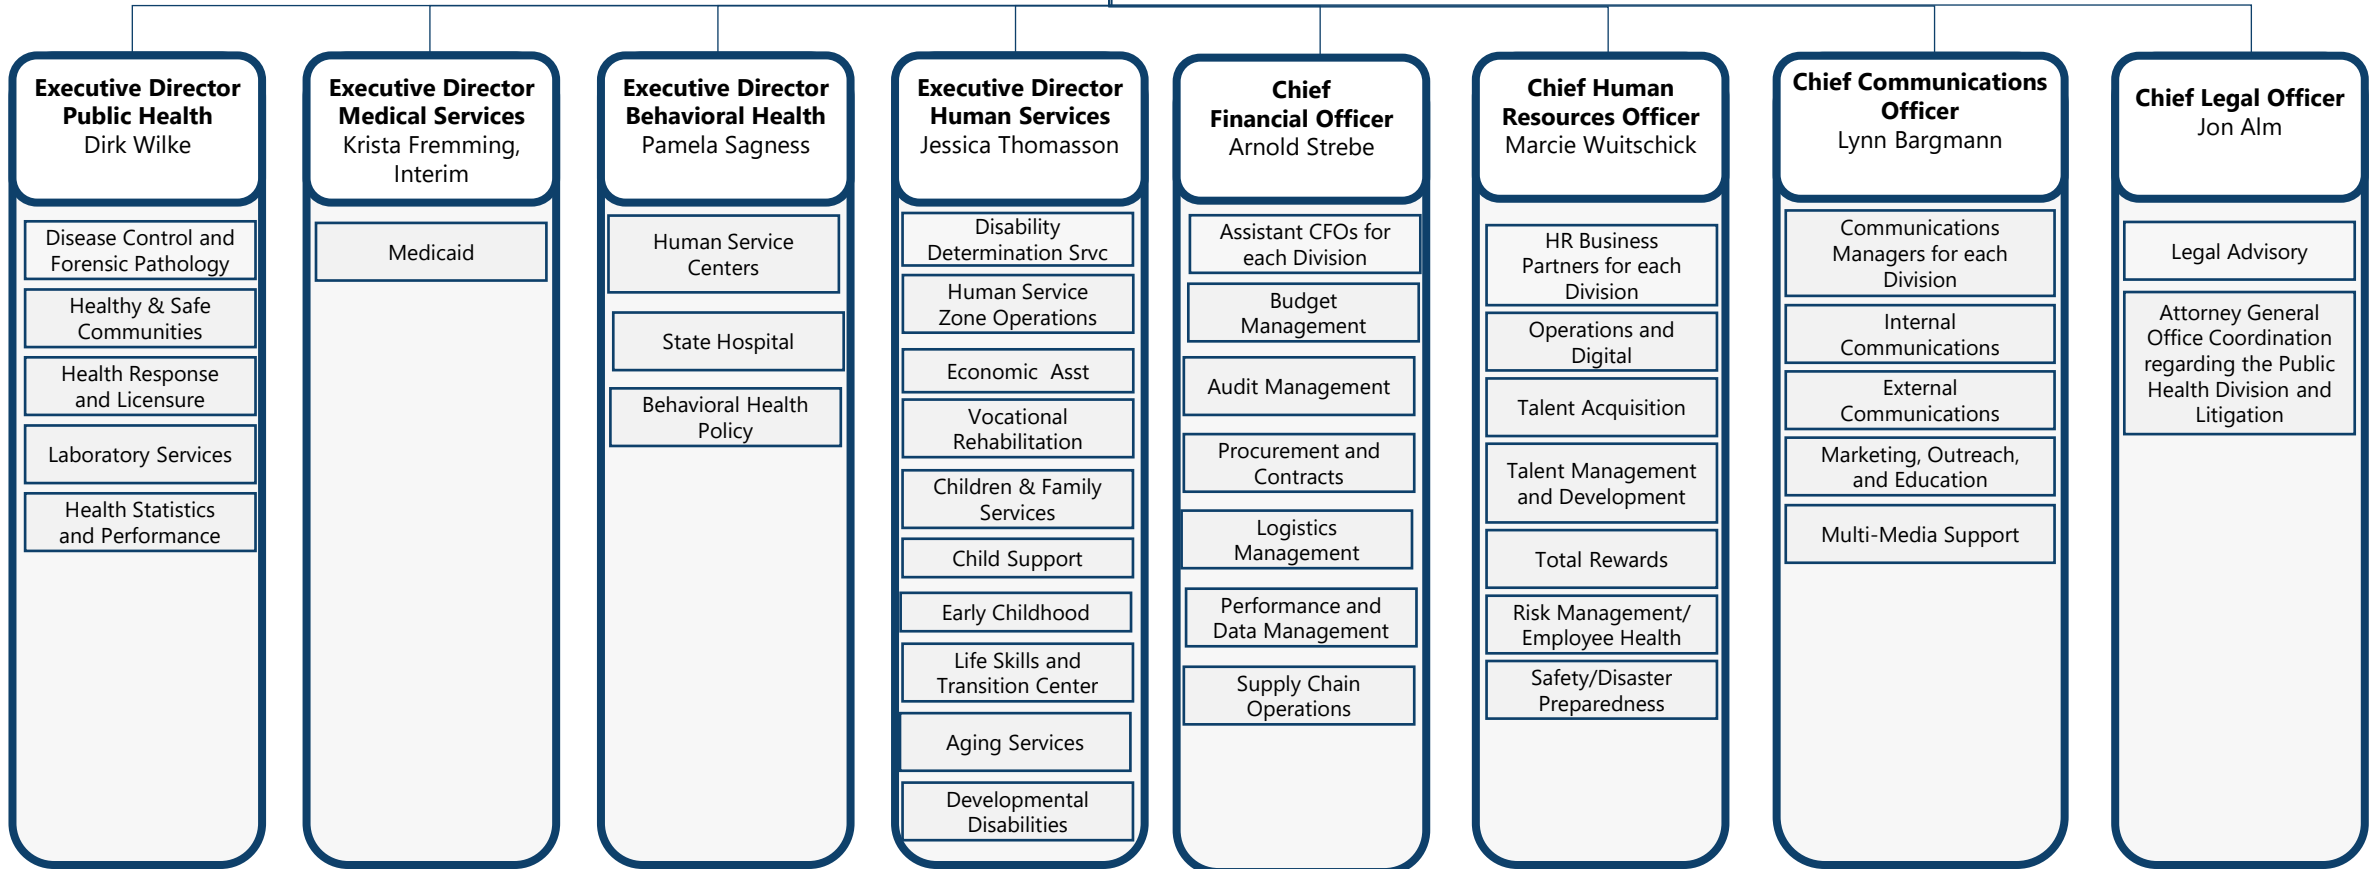 Executive Director
Public Health
Dirk Wilke
Disease Control and
Forensic Pathology
Healthy & Safe
Communities
Health Response
and Licensure
Laboratory Services
Health Statistics
and Performance
Executive Director
Medical Services
Krista Fremming,
Interim
Medicaid
Executive Director
Behavioral Health
Pamela Sagness
Human Service
Centers
State Hospital
Behavioral Health
Policy
Executive Director
Human Services
Jessica Thomasson
Disability
Determination Srvc
Human Service
Zone Operations
Economic Asst
Vocational
Rehabilitation
Children & Family
Services
Child Support
Early Childhood
Life Skills and
Transition Center
Aging Services
Developmental
Disabilities
Chief
Financial Officer
Arnold Strebe
Assistant CFOs for
each Division
Budget
Management
Audit Management
Procurement and
Contracts
Logistics
Management
Performance and
Data Management
Supply Chain
Operations
Chief Human
Resources Officer
Marcie Wuitschick
HR Business
Partners for each
Division
Operations and
Digital
Talent Acquisition
Talent Management
and Development
Total Rewards
Risk Management/
Employee Health
Safety/Disaster
Preparedness
Chief Communications
Officer
Lynn Bargmann
Communications
Managers for each
Division
Internal
Communications
External
Communications
Marketing, Outreach,
and Education
Multi-Media Support
Chief Legal Officer
Jon Alm
Legal Advisory
Attorney General
Office Coordination
regarding the Public
Health Division and
Litigation